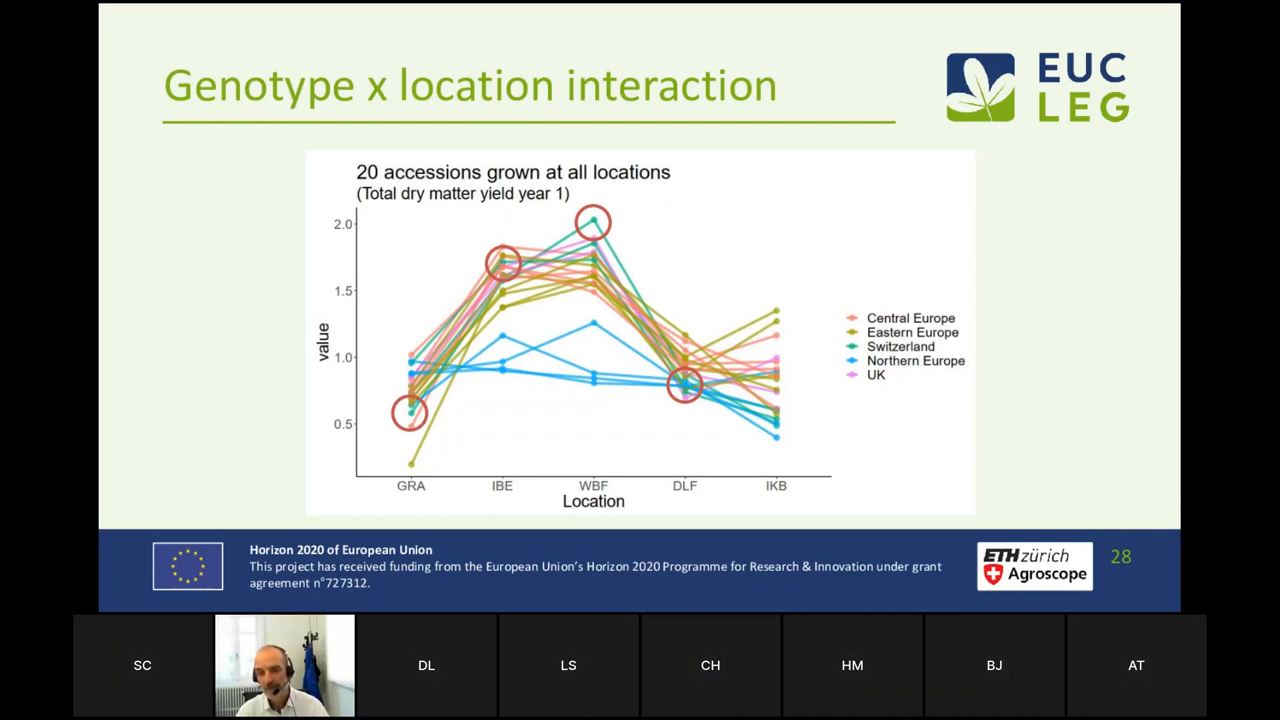 Genotype x location interaction
EUC
LEG
20 accessions grown at all locations
(Total dry matter yield year 1)
2.0
1.5
1.0
0.5
value
GRA IBE WBF DLF IKB
Location
Central Europe
Eastern Europe
Switzerland
Northern Europe
UK
Horizon 2020 of European Union
This project has received funding from the European Union's Horizon 2020 Programme for Research & Innovation under grant
agreement n°727312.
ETH zürich
Agroscope
28
SC DL LS CH HM BJ AT